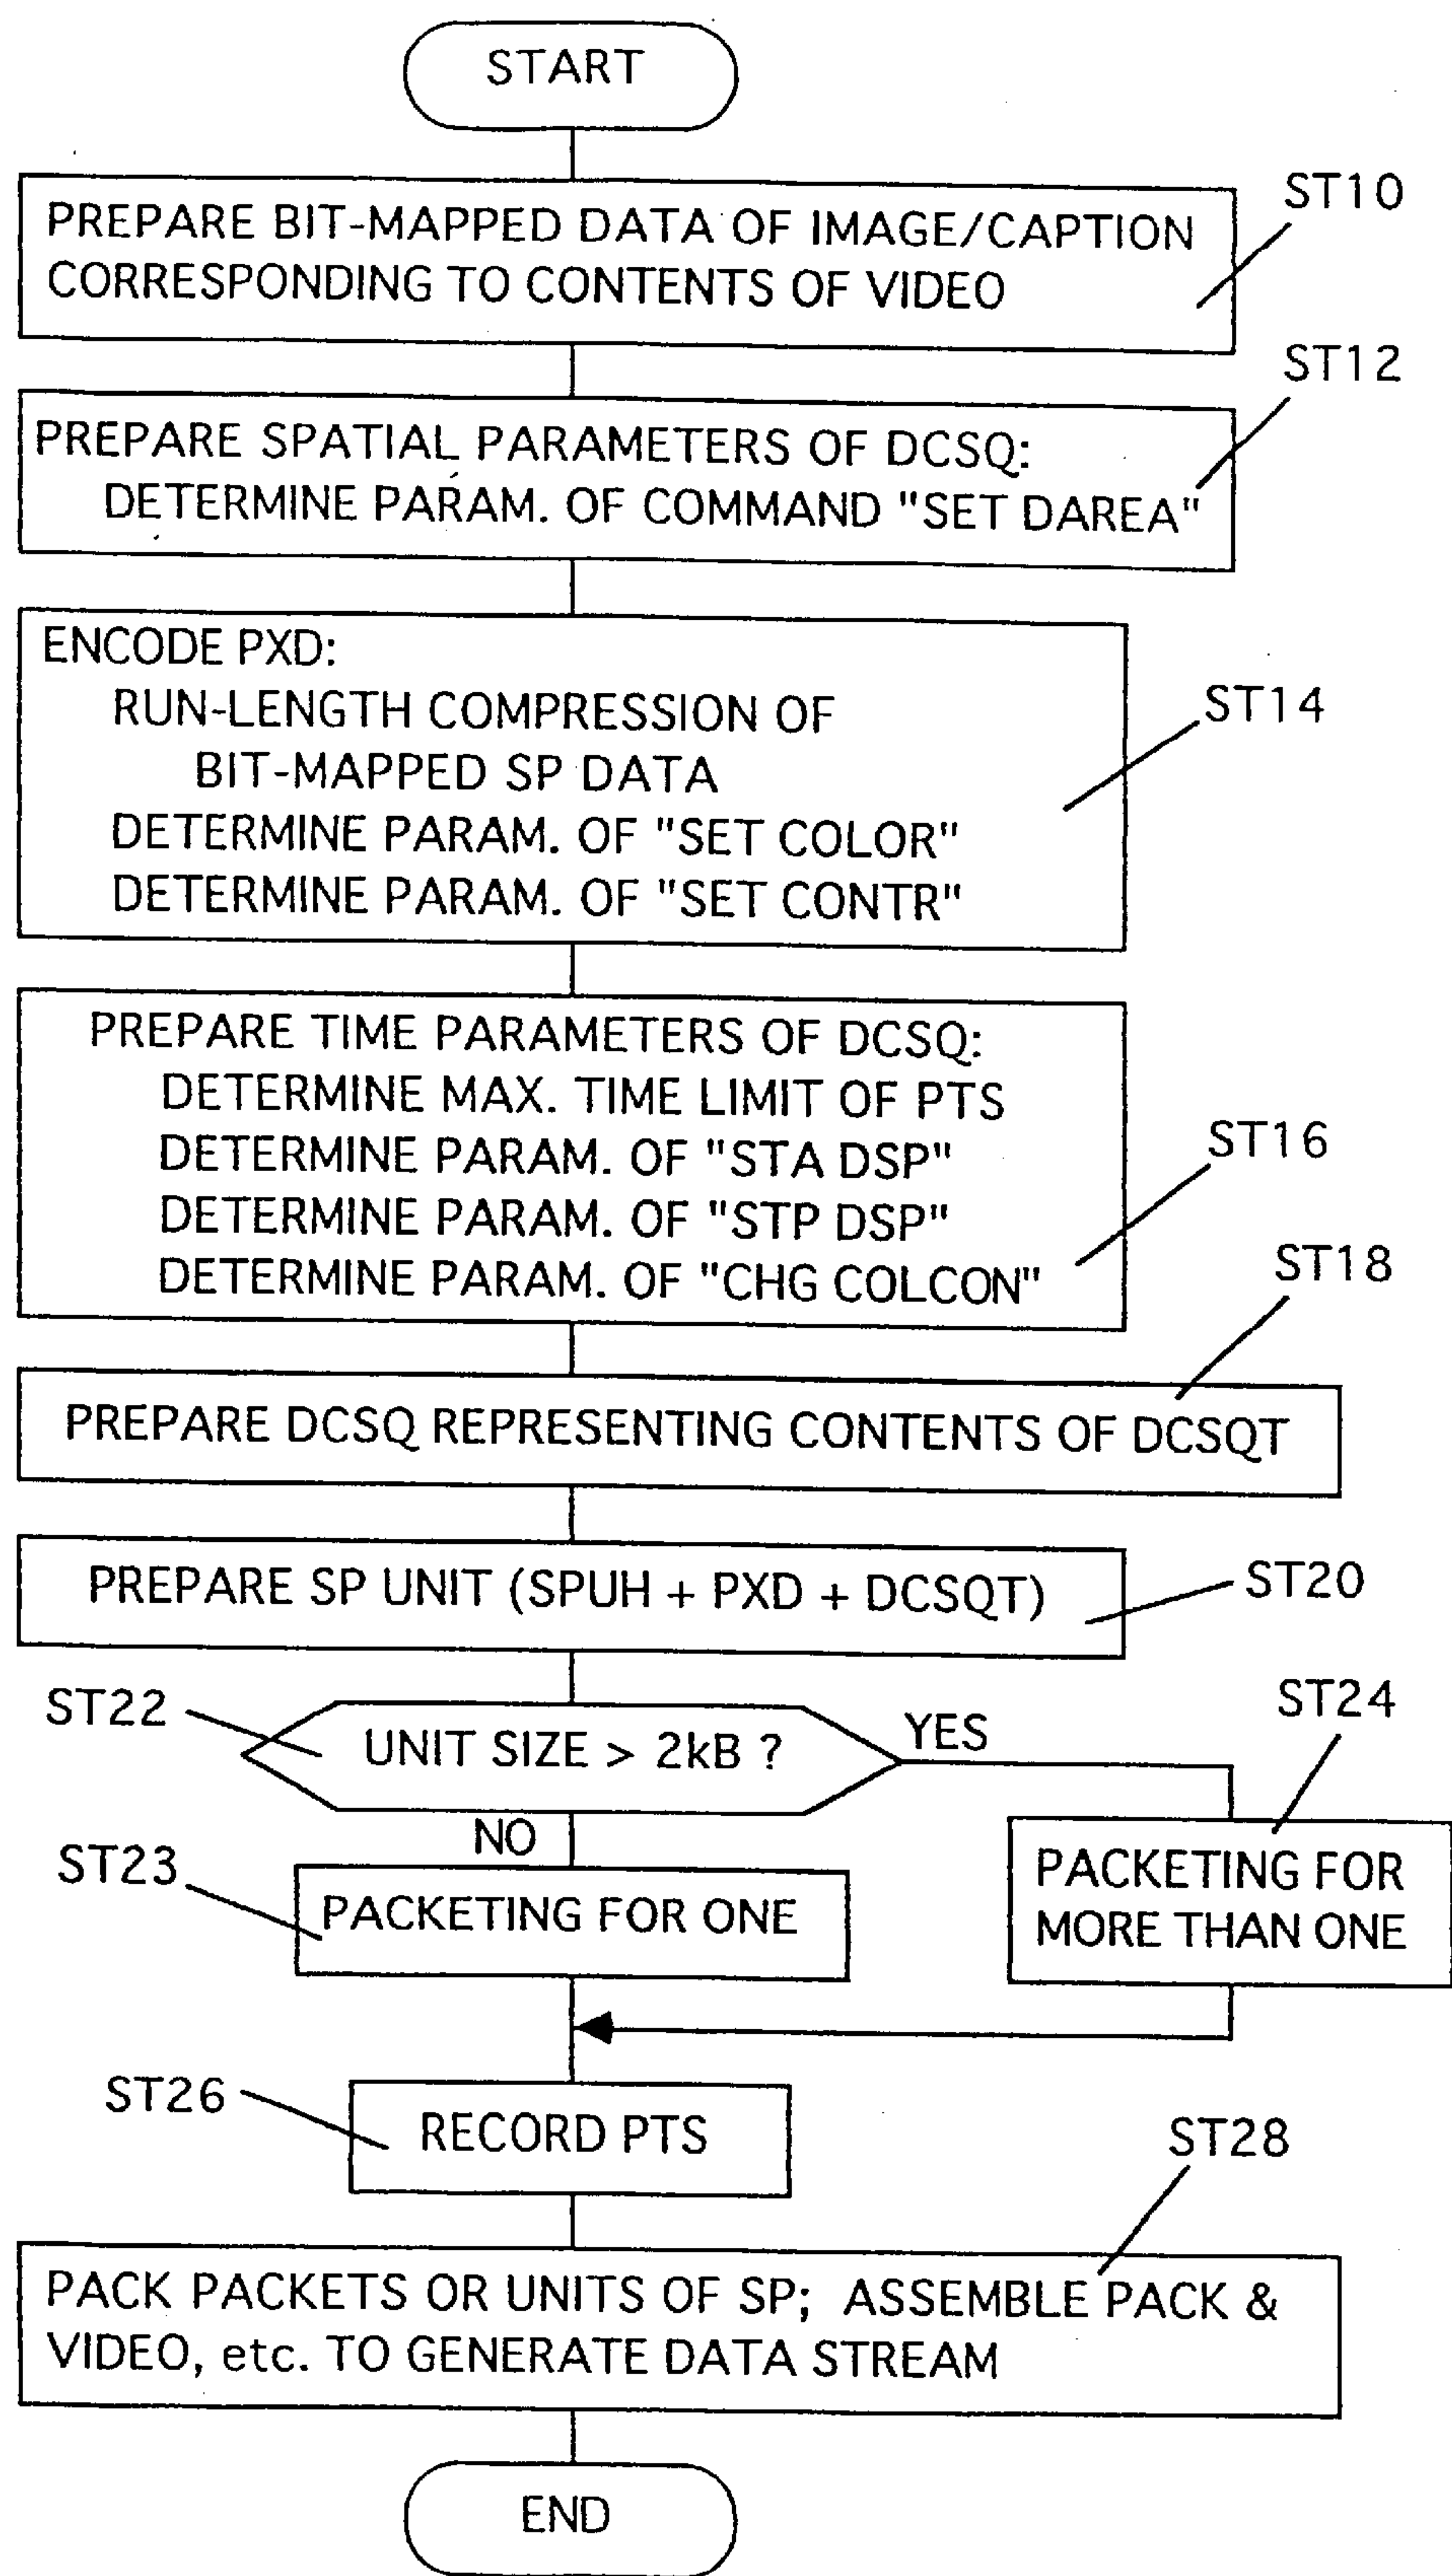 START
PREPARE BIT-MAPPED DATA OF IMAGE/CAPTION
CORRESPONDING TO CONTENTS OF VIDEO
ST10
PREPARE SPATIAL PARAMETERS OF DCSQ:
DETERMINE PARAM. OF COMMAND "SET DAREA"
ST12
ENCODE PXD:
RUN-LENGTH COMPRESSION OF
BIT-MAPPED SP DATA
DETERMINE PARAM. OF "SET COLOR"
DETERMINE PARAM. OF "SET CONTR"
ST14
PREPARE TIME PARAMETERS OF DCSQ:
DETERMINE MAX. TIME LIMIT OF PTS
DETERMINE PARAM. OF "STA DSP"
DETERMINE PARAM. OF "STP DSP"
DETERMINE PARAM. OF "CHG COLCON"
ST16
ST18
PREPARE DCSQ REPRESENTING CONTENTS OF DCSQT
PREPARE SP UNIT (SPUH + PXD + DCSQT)
ST20
ST22
UNIT SIZE > 2kB ?
YES
ST24
NO
ST23
PACKETING FOR ONE
PACKETING FOR
MORE THAN ONE
ST26
RECORD PTS
ST28
PACK PACKETS OR UNITS OF SP; ASSEMBLE PACK &
VIDEO, etc. TO GENERATE DATA STREAM
END